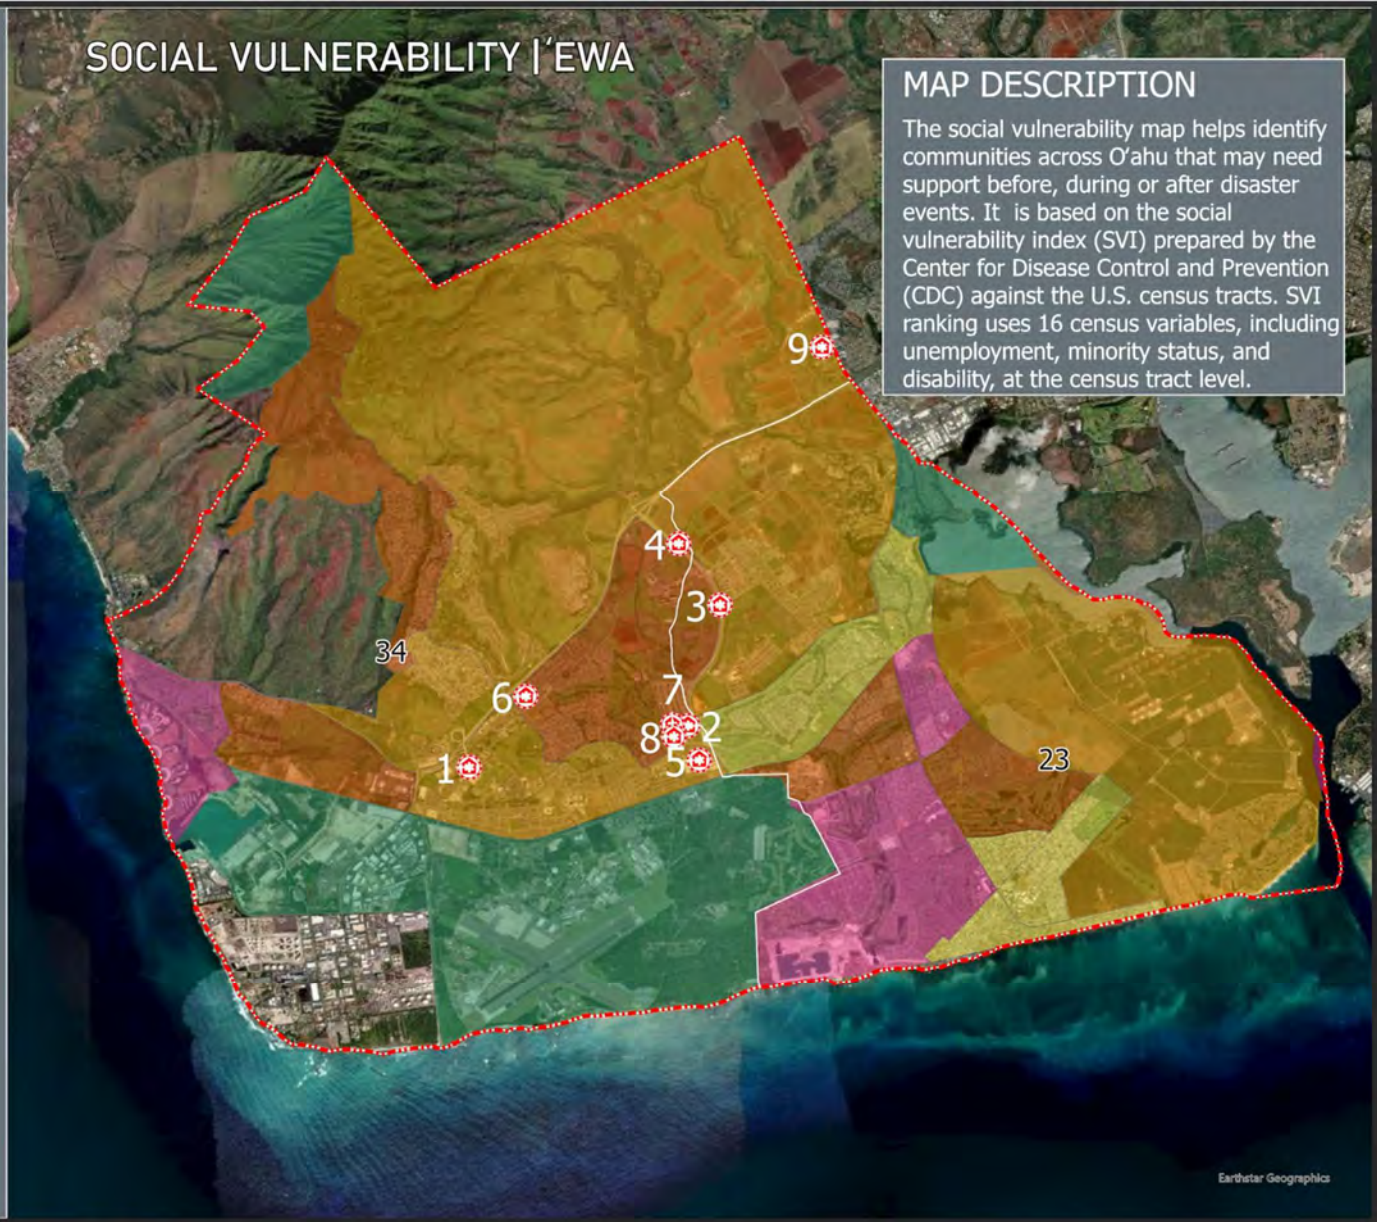 SOCIAL VULNERABILITY | ʻEWA
MAP DESCRIPTION
The social vulnerability map helps identify
communities across Oʻahu that may need
support before, during or after disaster
events. It  is based on the social
vulnerability index (SVI) prepared by the
Center for Disease Control and Prevention
(CDC) against the U.S. census tracts. SVI
ranking uses 16 census variables, including
unemployment, minority status, and
disability, at the census tract level.
9
4
3
34
6
7
2
8
5
1
23
Earthstar Geographics